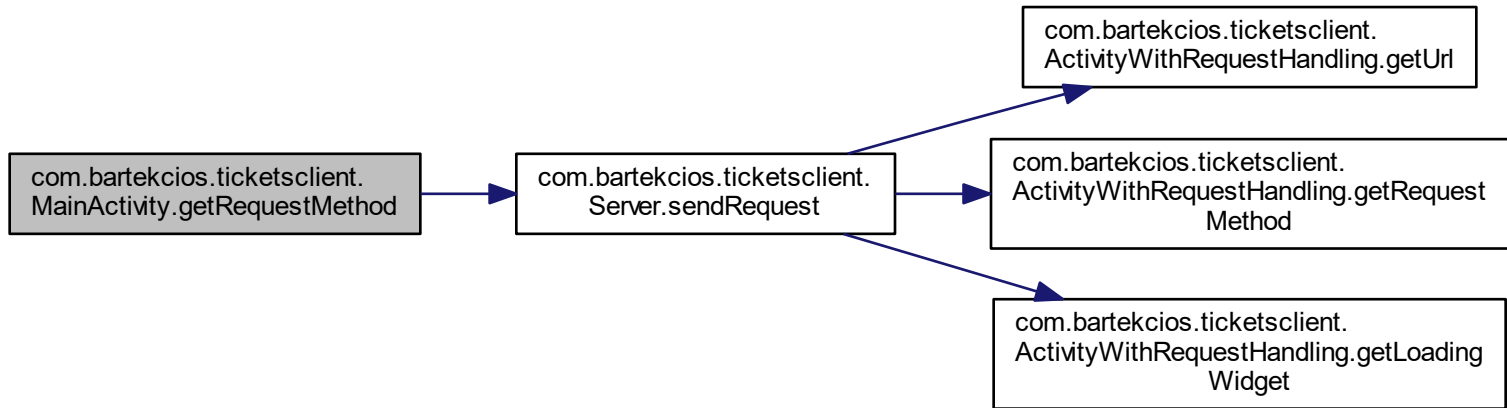 com.bartekcios.ticketsclient.
MainActivity.getRequestMethod
com.bartekcios.ticketsclient.
Server.sendRequest
com.bartekcios.ticketsclient.
ActivityWithRequestHandling.getUrl
com.bartekcios.ticketsclient.
ActivityWithRequestHandling.getRequest
Method
com.bartekcios.ticketsclient.
ActivityWithRequestHandling.getLoading
Widget